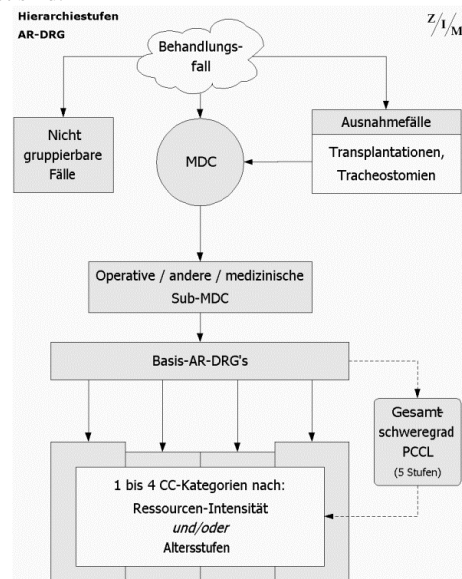 Hierarchiestufen
AR-DRG
Z/I/M
Behandlungs-
fall
Nicht
gruppierbare
Fälle
MDC
Ausnahmefälle
Transplantationen,
Tracheostomien
Operative / andere / medizinische
Sub-MDC
Basis-AR-DRG's
Gesamt-
schweregrad
PCCL
(5 Stufen)
1 bis 4 CC-Kategorien nach:
Ressourcen-Intensität
und/oder
Altersstufen